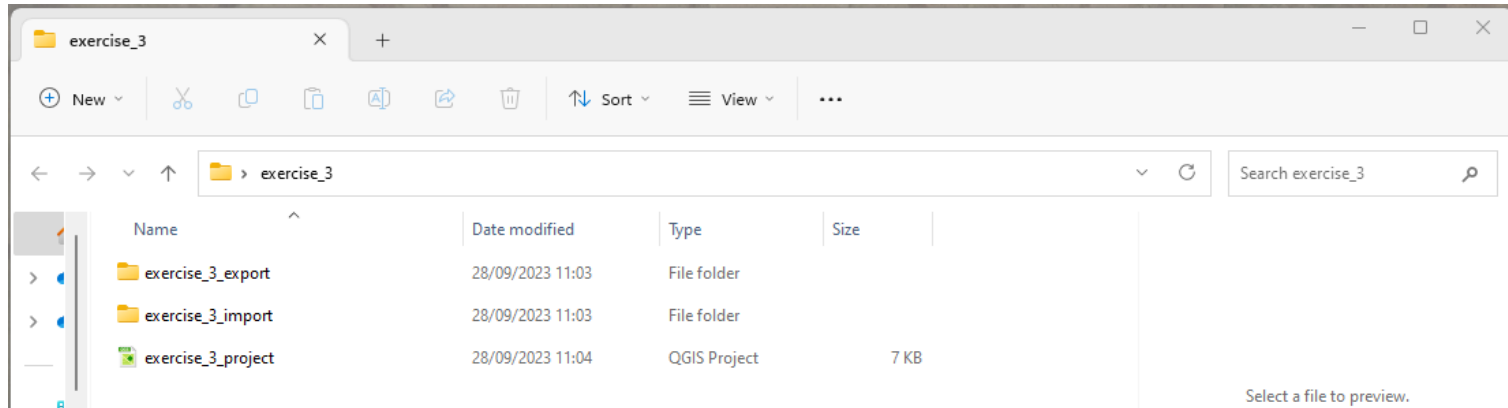 exercise_3
New Sort View
exercise_3 Search exercise_3
Name Date modified Type Size
exercise_3_export 28/09/2023 11:03 File folder
exercise_3_import 28/09/2023 11:03 File folder
exercise_3_project 28/09/2023 11:04 QGIS Project 7 KB
Select a file to preview.